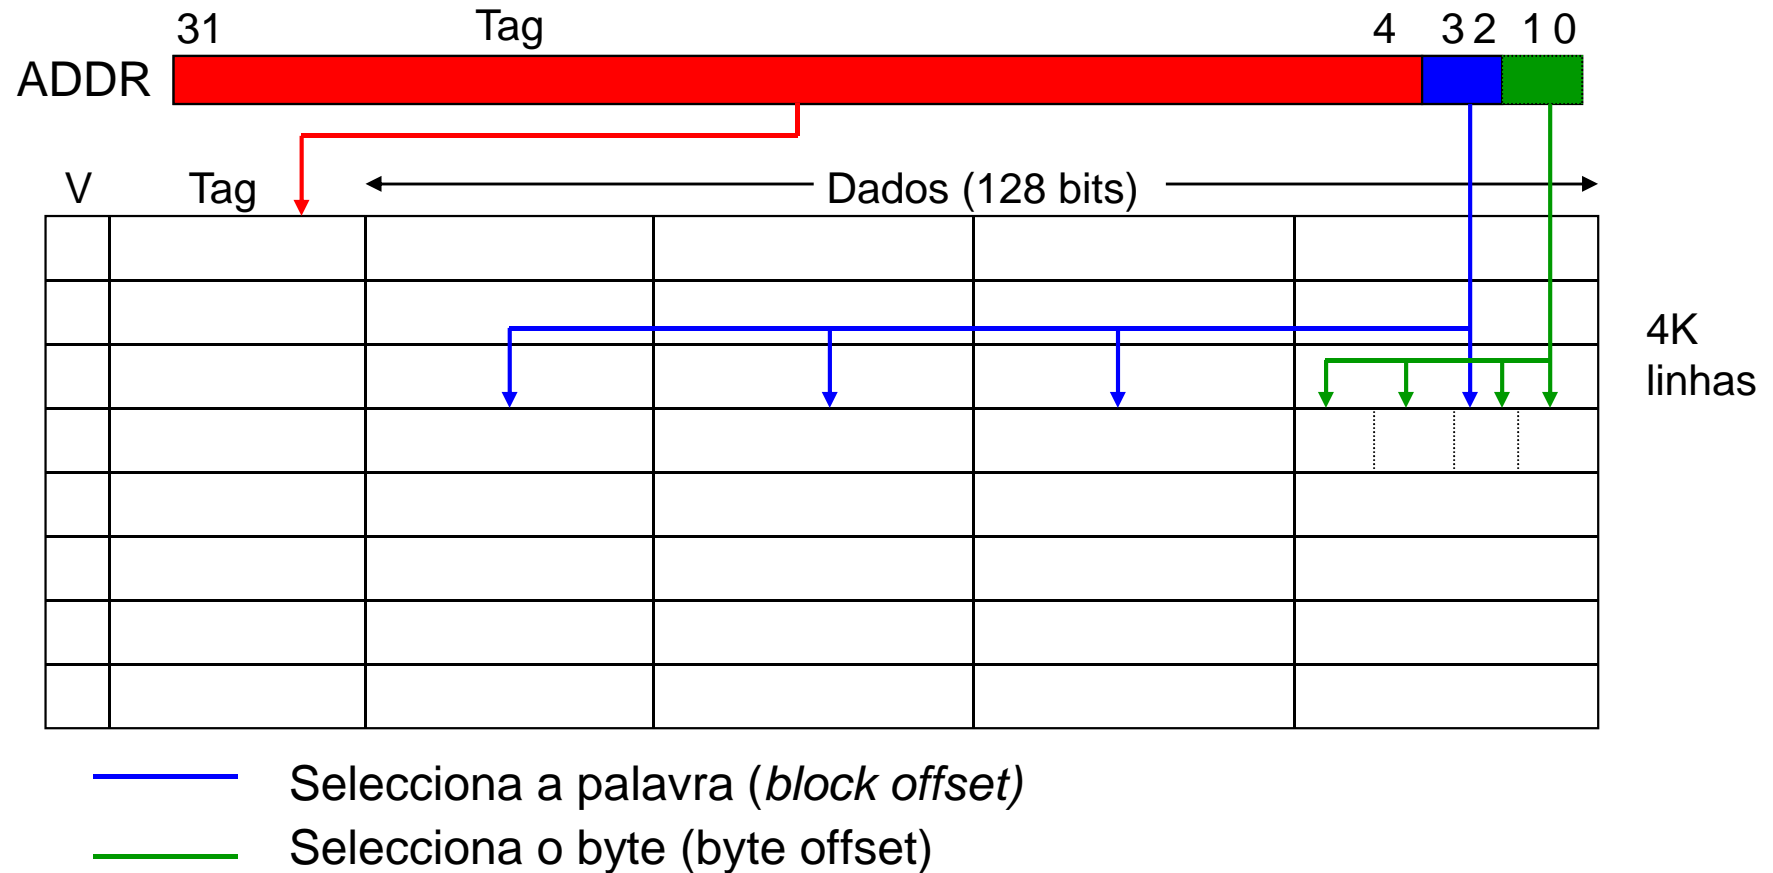 31 Tag 4 3 2 1 0
ADDR
V Tag Dados (128 bits)
4K
linhas
Selecciona a palavra (block offset)
Selecciona o byte (byte offset)